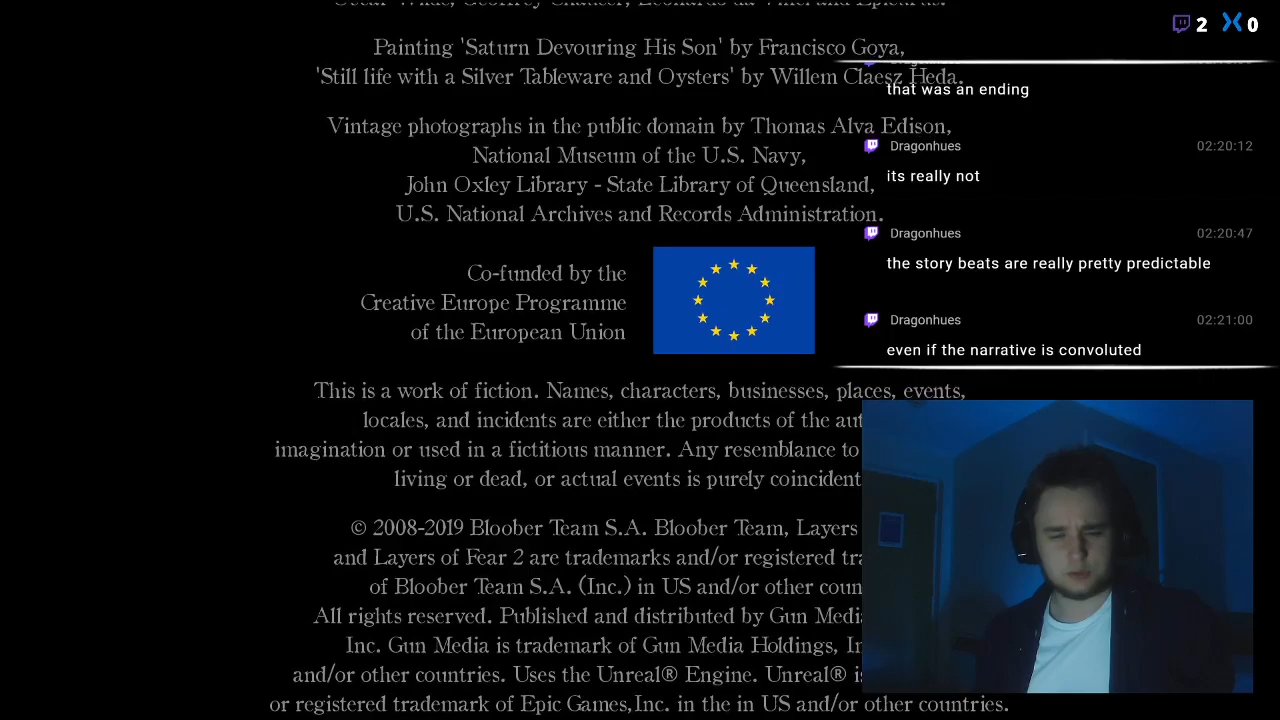 Oscar Wilde, Geoffrey Chaucer, Leonardo da Vinci and Epicurus.
Painting 'Saturn Devouring His Son' by Francisco Goya,
'Still life with a Silver Tableware and Oysters' by Willem Claesz Heda.
Vintage photographs in the public domain by Thomas Alva Edison,
National Museum of the U.S. Navy,
John Oxley Library - State Library of Queensland,
U.S. National Archives and Records Administration.
Co-funded by the
Creative Europe Programme
of the European Union
This is a work of fiction. Names, characters, businesses, places, events,
locales, and incidents are either the products of the aut
imagination or used in a fictitious manner. Any resemblance to
living or dead, or actual events is purely coincident
© 2008-2019 Bloober Team S.A. Bloober Team, Layers
and Layers of Fear 2 are trademarks and/or registered tra
of Bloober Team S.A. (Inc.) in US and/or other coun
All rights reserved. Published and distributed by Gun Media
Inc. Gun Media is trademark of Gun Media Holdings, In
and/or other countries. Uses the Unreal® Engine. Unreal® is
or registered trademark of Epic Games,Inc. in the in US and/or other countries.
2 0
that was an ending
Dragonhues 02:20:12
its really not
Dragonhues 02:20:47
the story beats are really pretty predictable
Dragonhues 02:21:00
even if the narrative is convoluted